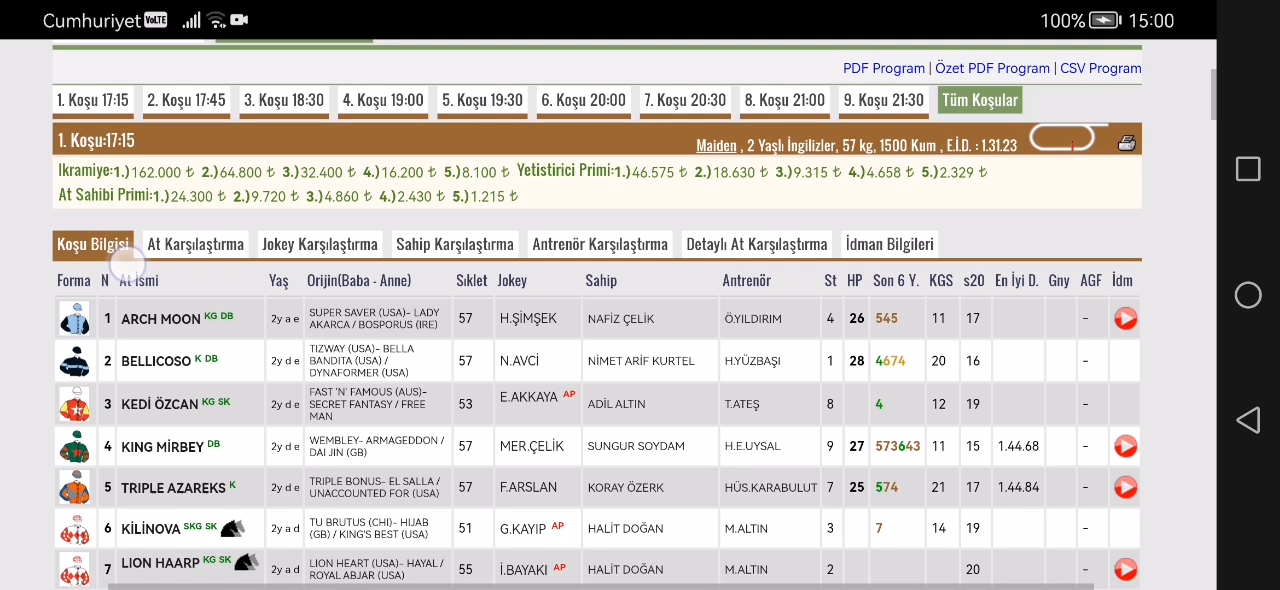 Cumhuriyet VoLTE 100% 15:00
PDF Program | Özet PDF Program | CSV Program
1. Koşu 17:15 2. Koşu 17:45 3. Koşu 18:30 4. Koşu 19:00 5. Koşu 19:30 6. Koşu 20:00 7. Koşu 20:30 8. Koşu 21:00 9. Koşu 21:30 Tüm Koşular
1. Koşu:17:15 Maiden , 2 Yaşlı İngilizler, 57 kg, 1500 Kum , E.İ.D. : 1.31.23
Ikramiye:1.)162.000 ₺ 2.)64.800 ₺ 3.)32.400 ₺ 4.)16.200 ₺ 5.)8.100 ₺ Yetistirici Primi:1.)46.575 ₺ 2.)18.630 ₺ 3.)9.315 ₺ 4.)4.658 ₺ 5.)2.329 ₺
At Sahibi Primi:1.)24.300 ₺ 2.)9.720 ₺ 3.)4.860 ₺ 4.)2.430 ₺ 5.)1.215 ₺
Koşu Bilgisi At Karşılaştırma Jokey Karşılaştırma Sahip Karşılaştırma Antrenör Karşılaştırma Detaylı At Karşılaştırma İdman Bilgileri
Forma N At İsmi Yaş Orijin(Baba - Anne) Sıklet Jokey Sahip Antrenör St HP Son 6 Y. KGS s20 En İyi D. Gny AGF İdm
1 ARCH MOON KG DB 2y a e SUPER SAVER (USA)- LADY AKARCA / BOSPORUS (IRE) 57 H.ŞİMŞEK NAFİZ ÇELİK Ö.YILDIRIM 4 26 545 11 17 -
2 BELLICOSO K DB 2y d e TIZWAY (USA)- BELLA BANDITA (USA) / DYNAFORMER (USA) 57 N.AVCİ NİMET ARİF KURTEL H.YÜZBAŞI 1 28 4674 20 16 -
3 KEDİ ÖZCAN KG SK 2y d e FAST 'N' FAMOUS (AUS)- SECRET FANTASY / FREE MAN 53 E.AKKAYA AP ADİL ALTIN T.ATEŞ 8 4 12 19 -
4 KING MİRBEY DB 2y d e WEMBLEY- ARMAGEDDON / DAI JIN (GB) 57 MER.ÇELİK SUNGUR SOYDAM H.E.UYSAL 9 27 573643 11 15 1.44.68 -
5 TRIPLE AZAREKS K 2y d e TRIPLE BONUS- EL SALLA / UNACCOUNTED FOR (USA) 57 F.ARSLAN KORAY ÖZERK HÜS.KARABULUT 7 25 574 21 17 1.44.84 -
6 KİLİNOVA SKG SK 2y a d TU BRUTUS (CHI)- HIJAB (GB) / KING'S BEST (USA) 51 G.KAYIP AP HALİT DOĞAN M.ALTIN 3 7 14 19 -
7 LION HAARP KG SK 2y a d LION HEART (USA)- HAYAL / ROYAL ABJAR (USA) 55 İ.BAYAKI AP HALİT DOĞAN M.ALTIN 2 20 -